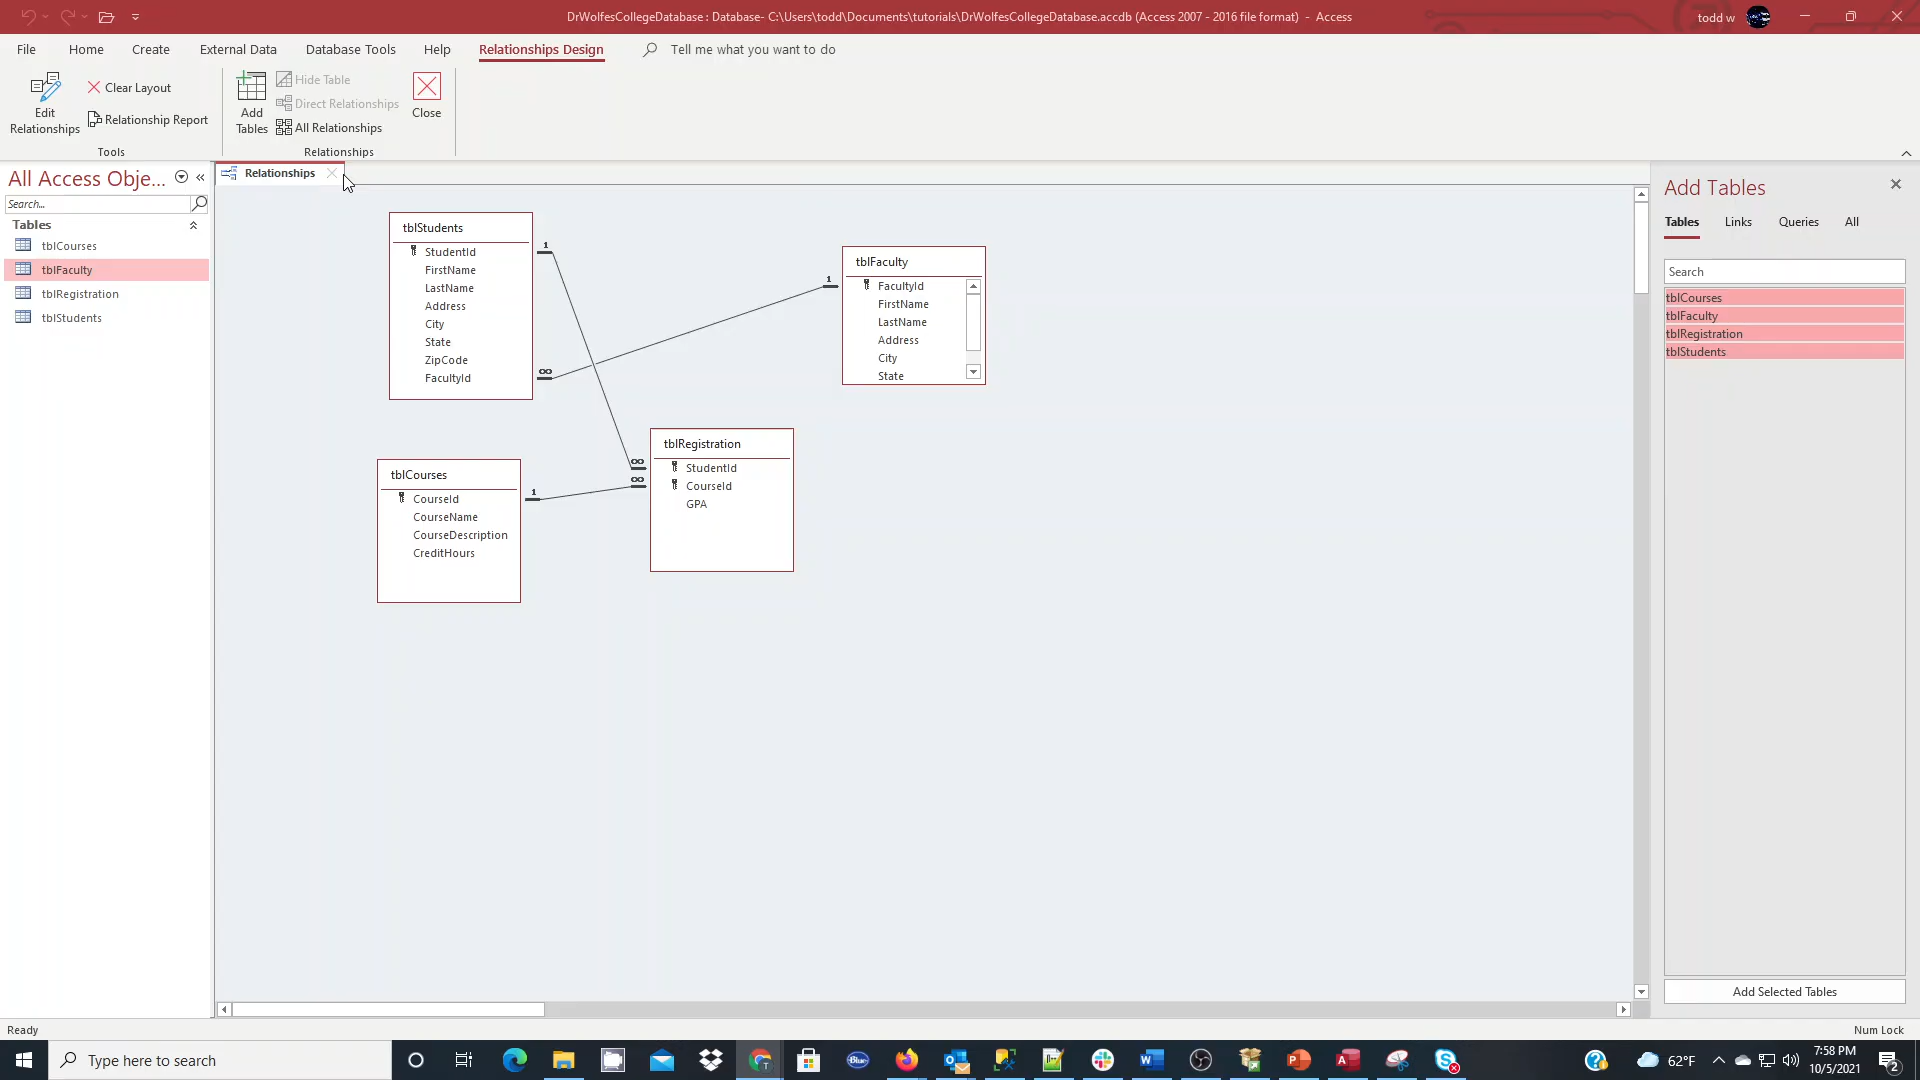 DrWolfesCollegeDatabase : Database- C:\Users\todd\Documents\tutorials\DrWolfesCollegeDatabase.accdb (Access 2007 - 2016 file format) - Access
todd w
File Home Create External Data Database Tools Help Relationships Design Tell me what you want to do
Edit Relationships
Clear Layout
Relationship Report
Tools
Add Tables
Hide Table
Direct Relationships
All Relationships
Close
Relationships
All Access Obje...
Search...
Tables
tblCourses
tblFaculty
tblRegistration
tblStudents
Relationships
tblStudents
StudentId
FirstName
LastName
Address
City
State
ZipCode
FacultyId
1
∞
1
tblFaculty
FacultyId
FirstName
LastName
Address
City
State
tblCourses
CourseId
CourseName
CourseDescription
CreditHours
1
∞
∞
tblRegistration
StudentId
CourseId
GPA
Add Tables
Tables Links Queries All
Search
tblCourses
tblFaculty
tblRegistration
tblStudents
Add Selected Tables
Ready
Num Lock
Type here to search
Blue
62°F
7:58 PM
10/5/2021
2